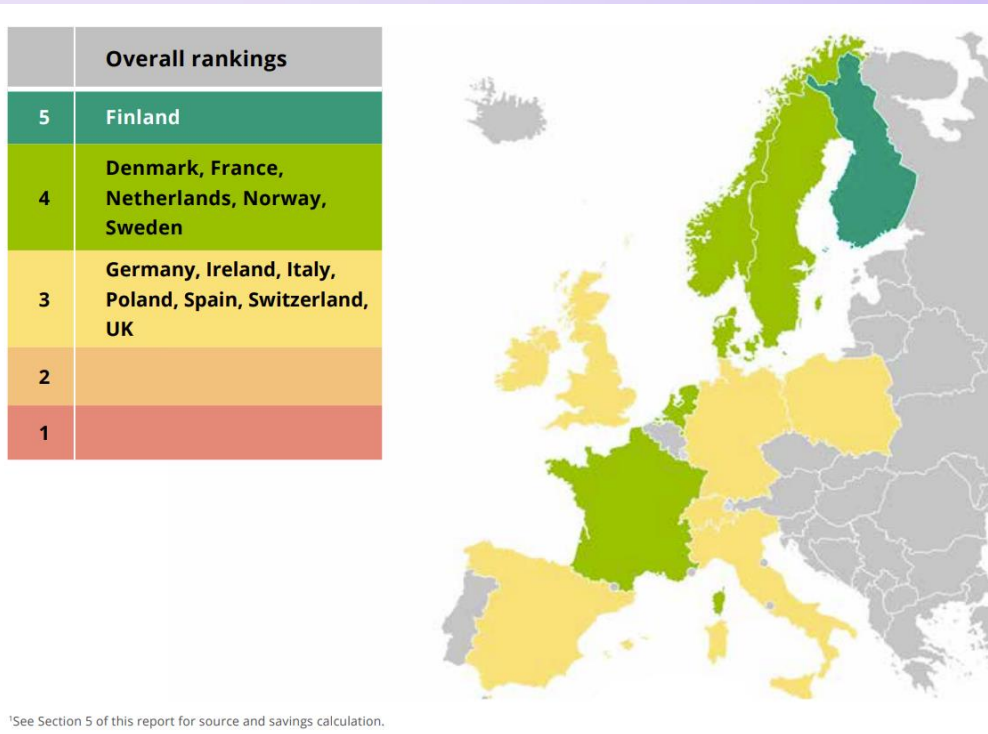 Overall rankings
5 Finland
Denmark, France,
4 Netherlands, Norway,
Sweden
Germany, Ireland, Italy,
3 Poland, Spain, Switzerland,
UK
2
1
¹See Section 5 of this report for source and savings calculation.